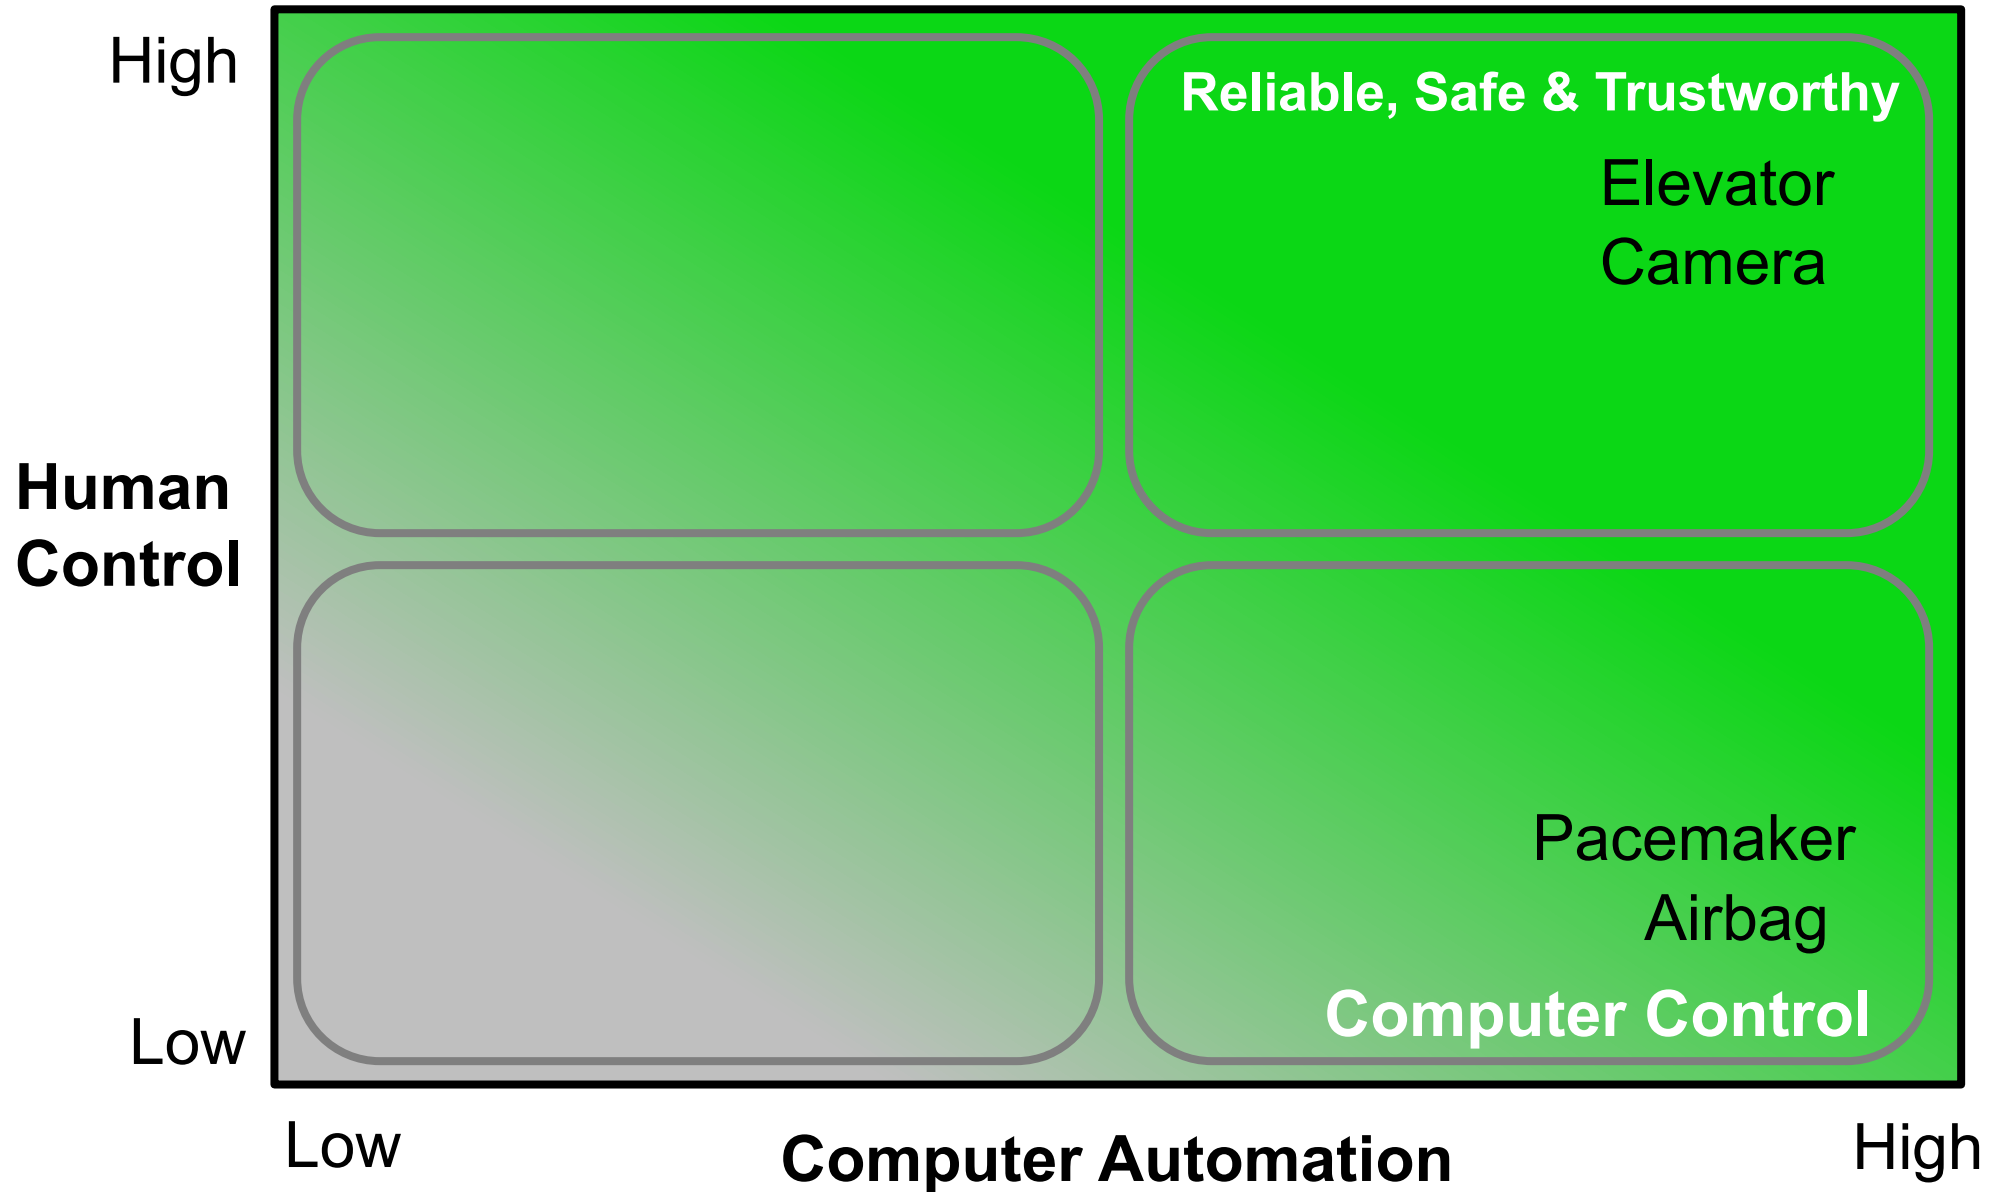 High
Reliable, Safe & Trustworthy
Elevator
Camera
Human
Control
Pacemaker
Airbag
Computer Control
Low
Low
Computer Automation
High